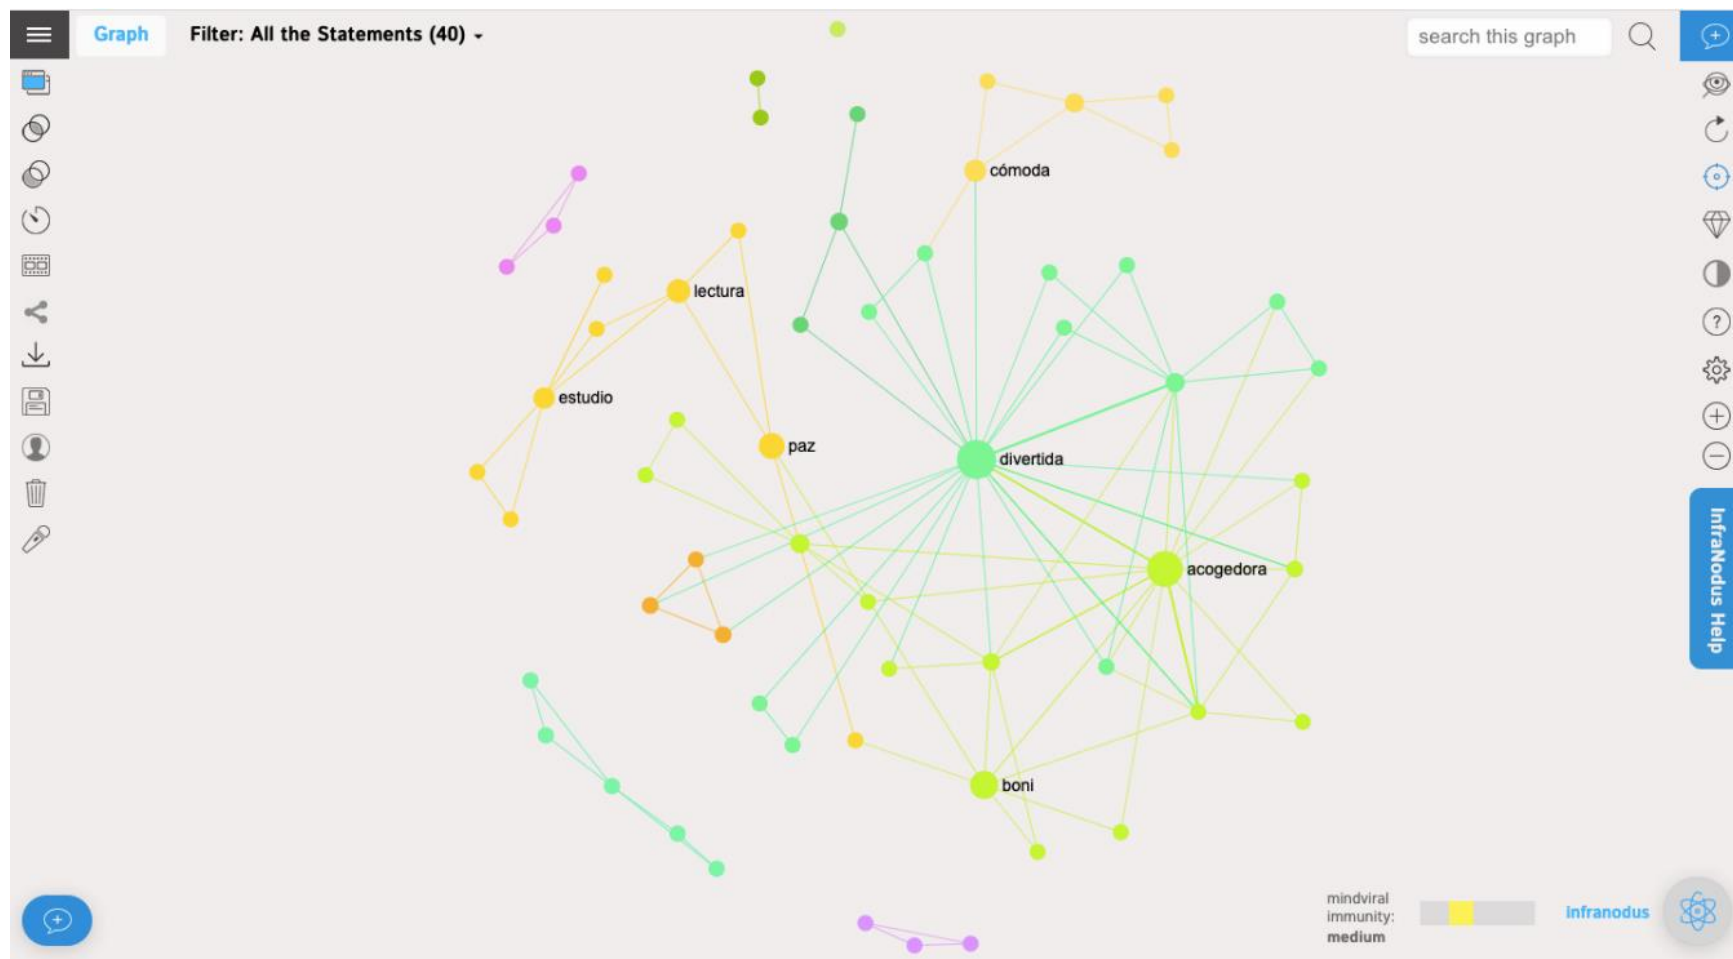 Graph
Filter: All the Statements (40)
search this graph
cómoda
lectura
estudio
paz
divertida
acogedora
boni
InfraNodus Help
mindviral
immunity:
medium
infranodus